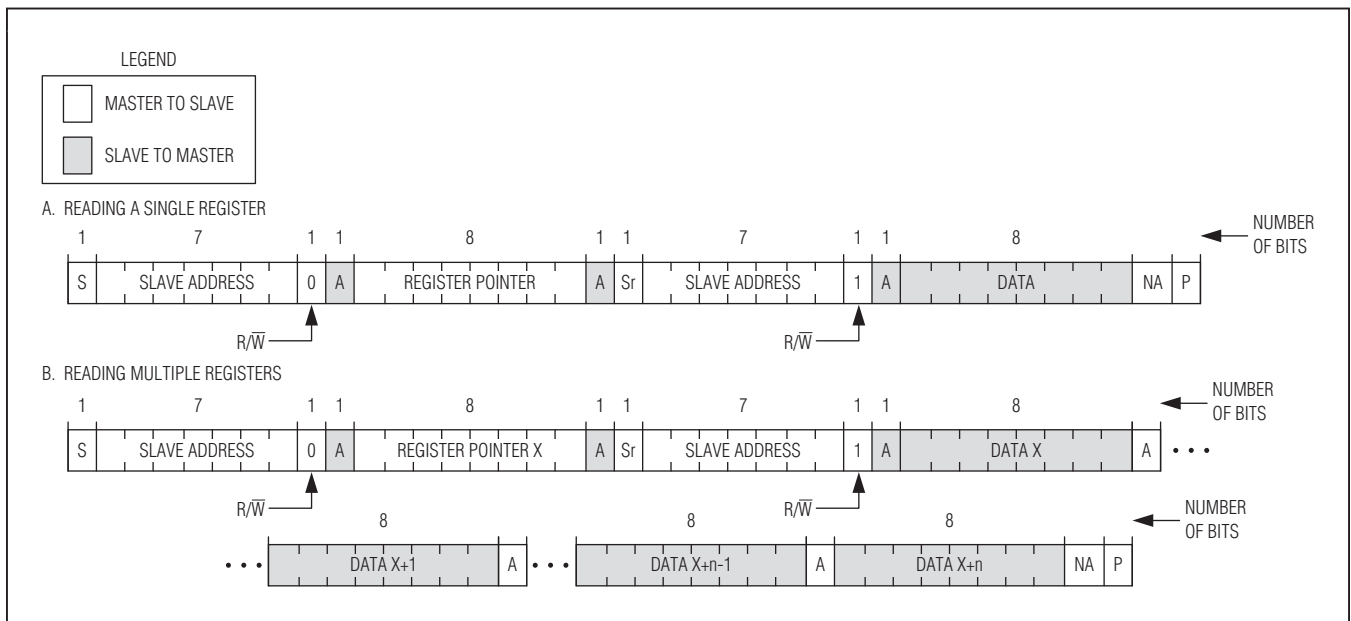 LEGEND
MASTER TO SLAVE
SLAVE TO MASTER
A. READING A SINGLE REGISTER
1 7 1 1 8 1 1 7 1 1 8 NUMBER OF BITS
S SLAVE ADDRESS 0 A REGISTER POINTER A Sr SLAVE ADDRESS 1 A DATA NA P
R/W̅ R/W̅
B. READING MULTIPLE REGISTERS
1 7 1 1 8 1 1 7 1 1 8 NUMBER OF BITS
S SLAVE ADDRESS 0 A REGISTER POINTER X A Sr SLAVE ADDRESS 1 A DATA X A • • •
R/W̅ R/W̅
8 8 8 NUMBER OF BITS
• • • DATA X+1 A • • • DATA X+n-1 A DATA X+n NA P